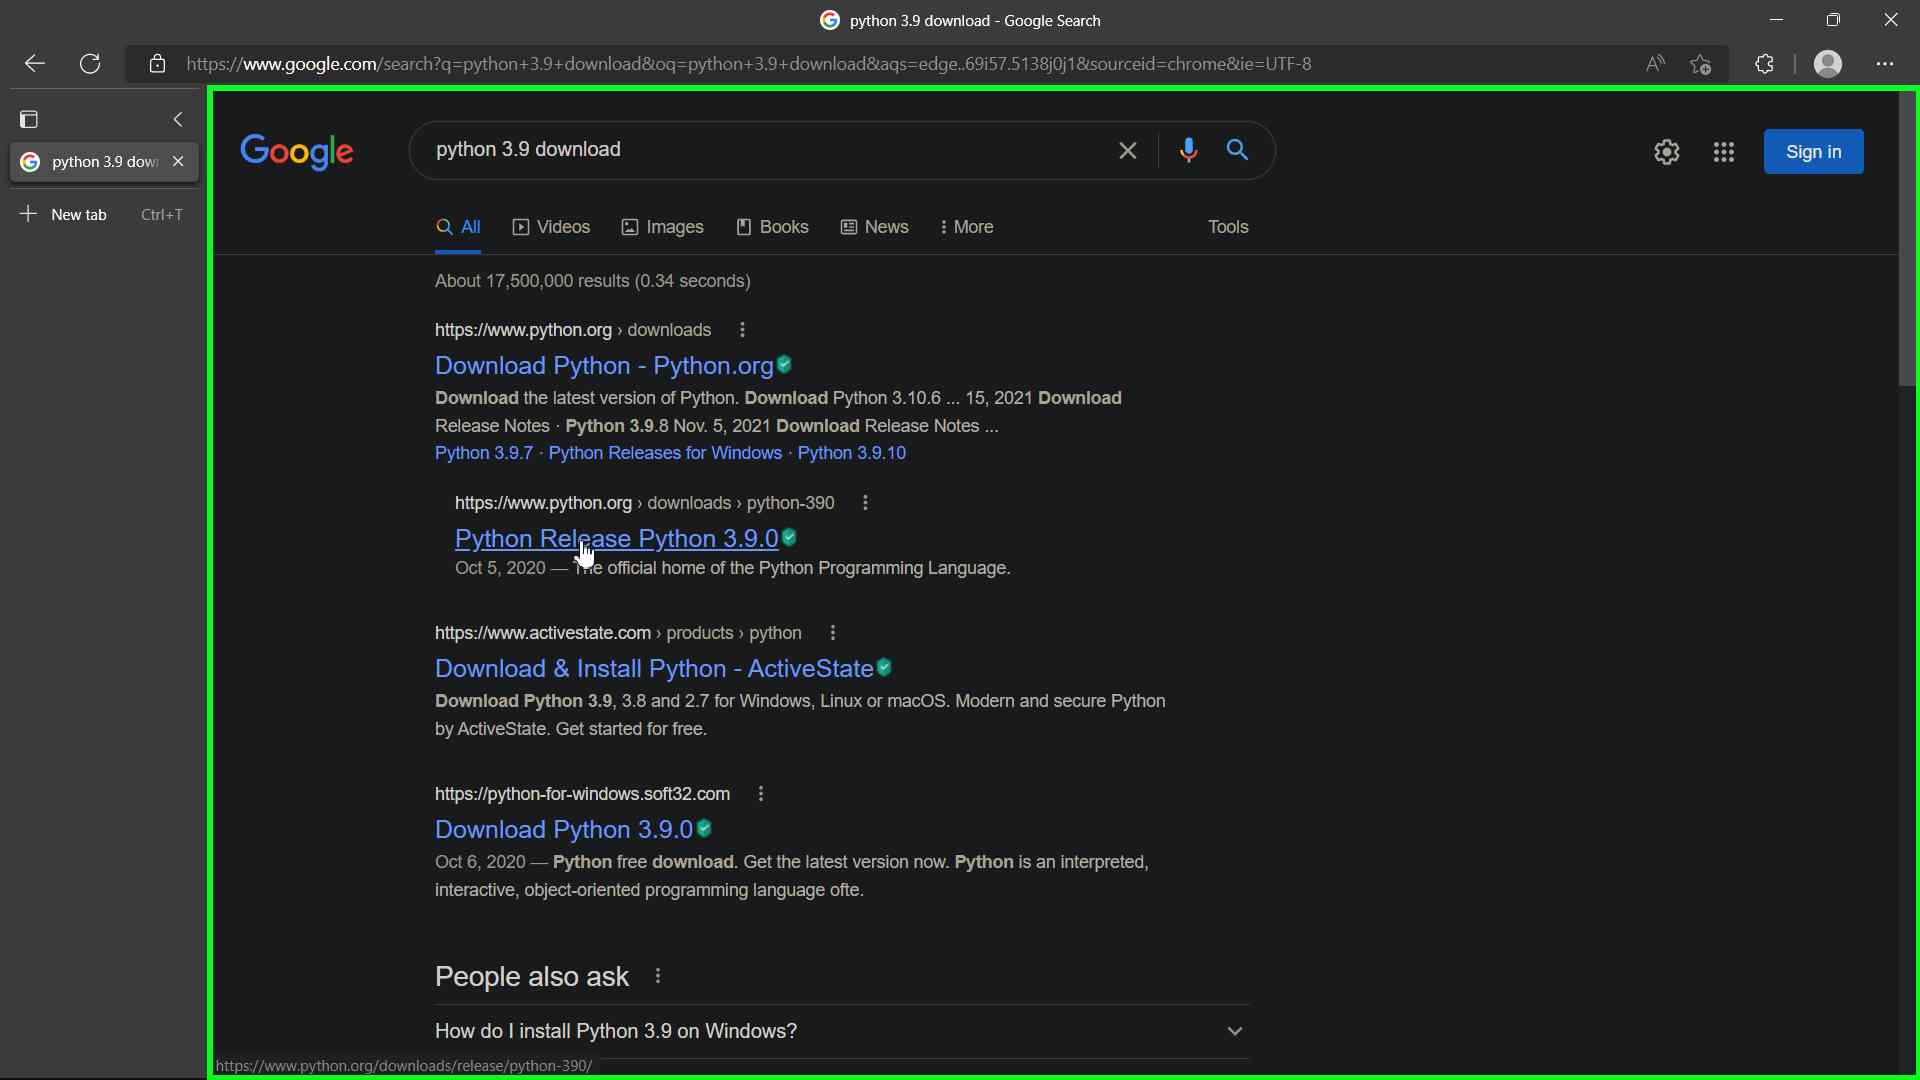 python 3.9 download - Google Search
https://www.google.com/search?q=python+3.9+download&oq=python+3.9+download&aqs=edge..69i57.5138j0j1&sourceid=chrome&ie=UTF-8
python 3.9 dow
New tab Ctrl+T
Google
python 3.9 download
Sign in
All Videos Images Books News More Tools
About 17,500,000 results (0.34 seconds)
https://www.python.org › downloads
Download Python - Python.org
Download the latest version of Python. Download Python 3.10.6 ... 15, 2021 Download
Release Notes · Python 3.9.8 Nov. 5, 2021 Download Release Notes ...
Python 3.9.7 · Python Releases for Windows · Python 3.9.10
https://www.python.org › downloads › python-390
Python Release Python 3.9.0
Oct 5, 2020 — The official home of the Python Programming Language.
https://www.activestate.com › products › python
Download & Install Python - ActiveState
Download Python 3.9, 3.8 and 2.7 for Windows, Linux or macOS. Modern and secure Python
by ActiveState. Get started for free.
https://python-for-windows.soft32.com
Download Python 3.9.0
Oct 6, 2020 — Python free download. Get the latest version now. Python is an interpreted,
interactive, object-oriented programming language ofte.
People also ask
How do I install Python 3.9 on Windows?
https://www.python.org/downloads/release/python-390/